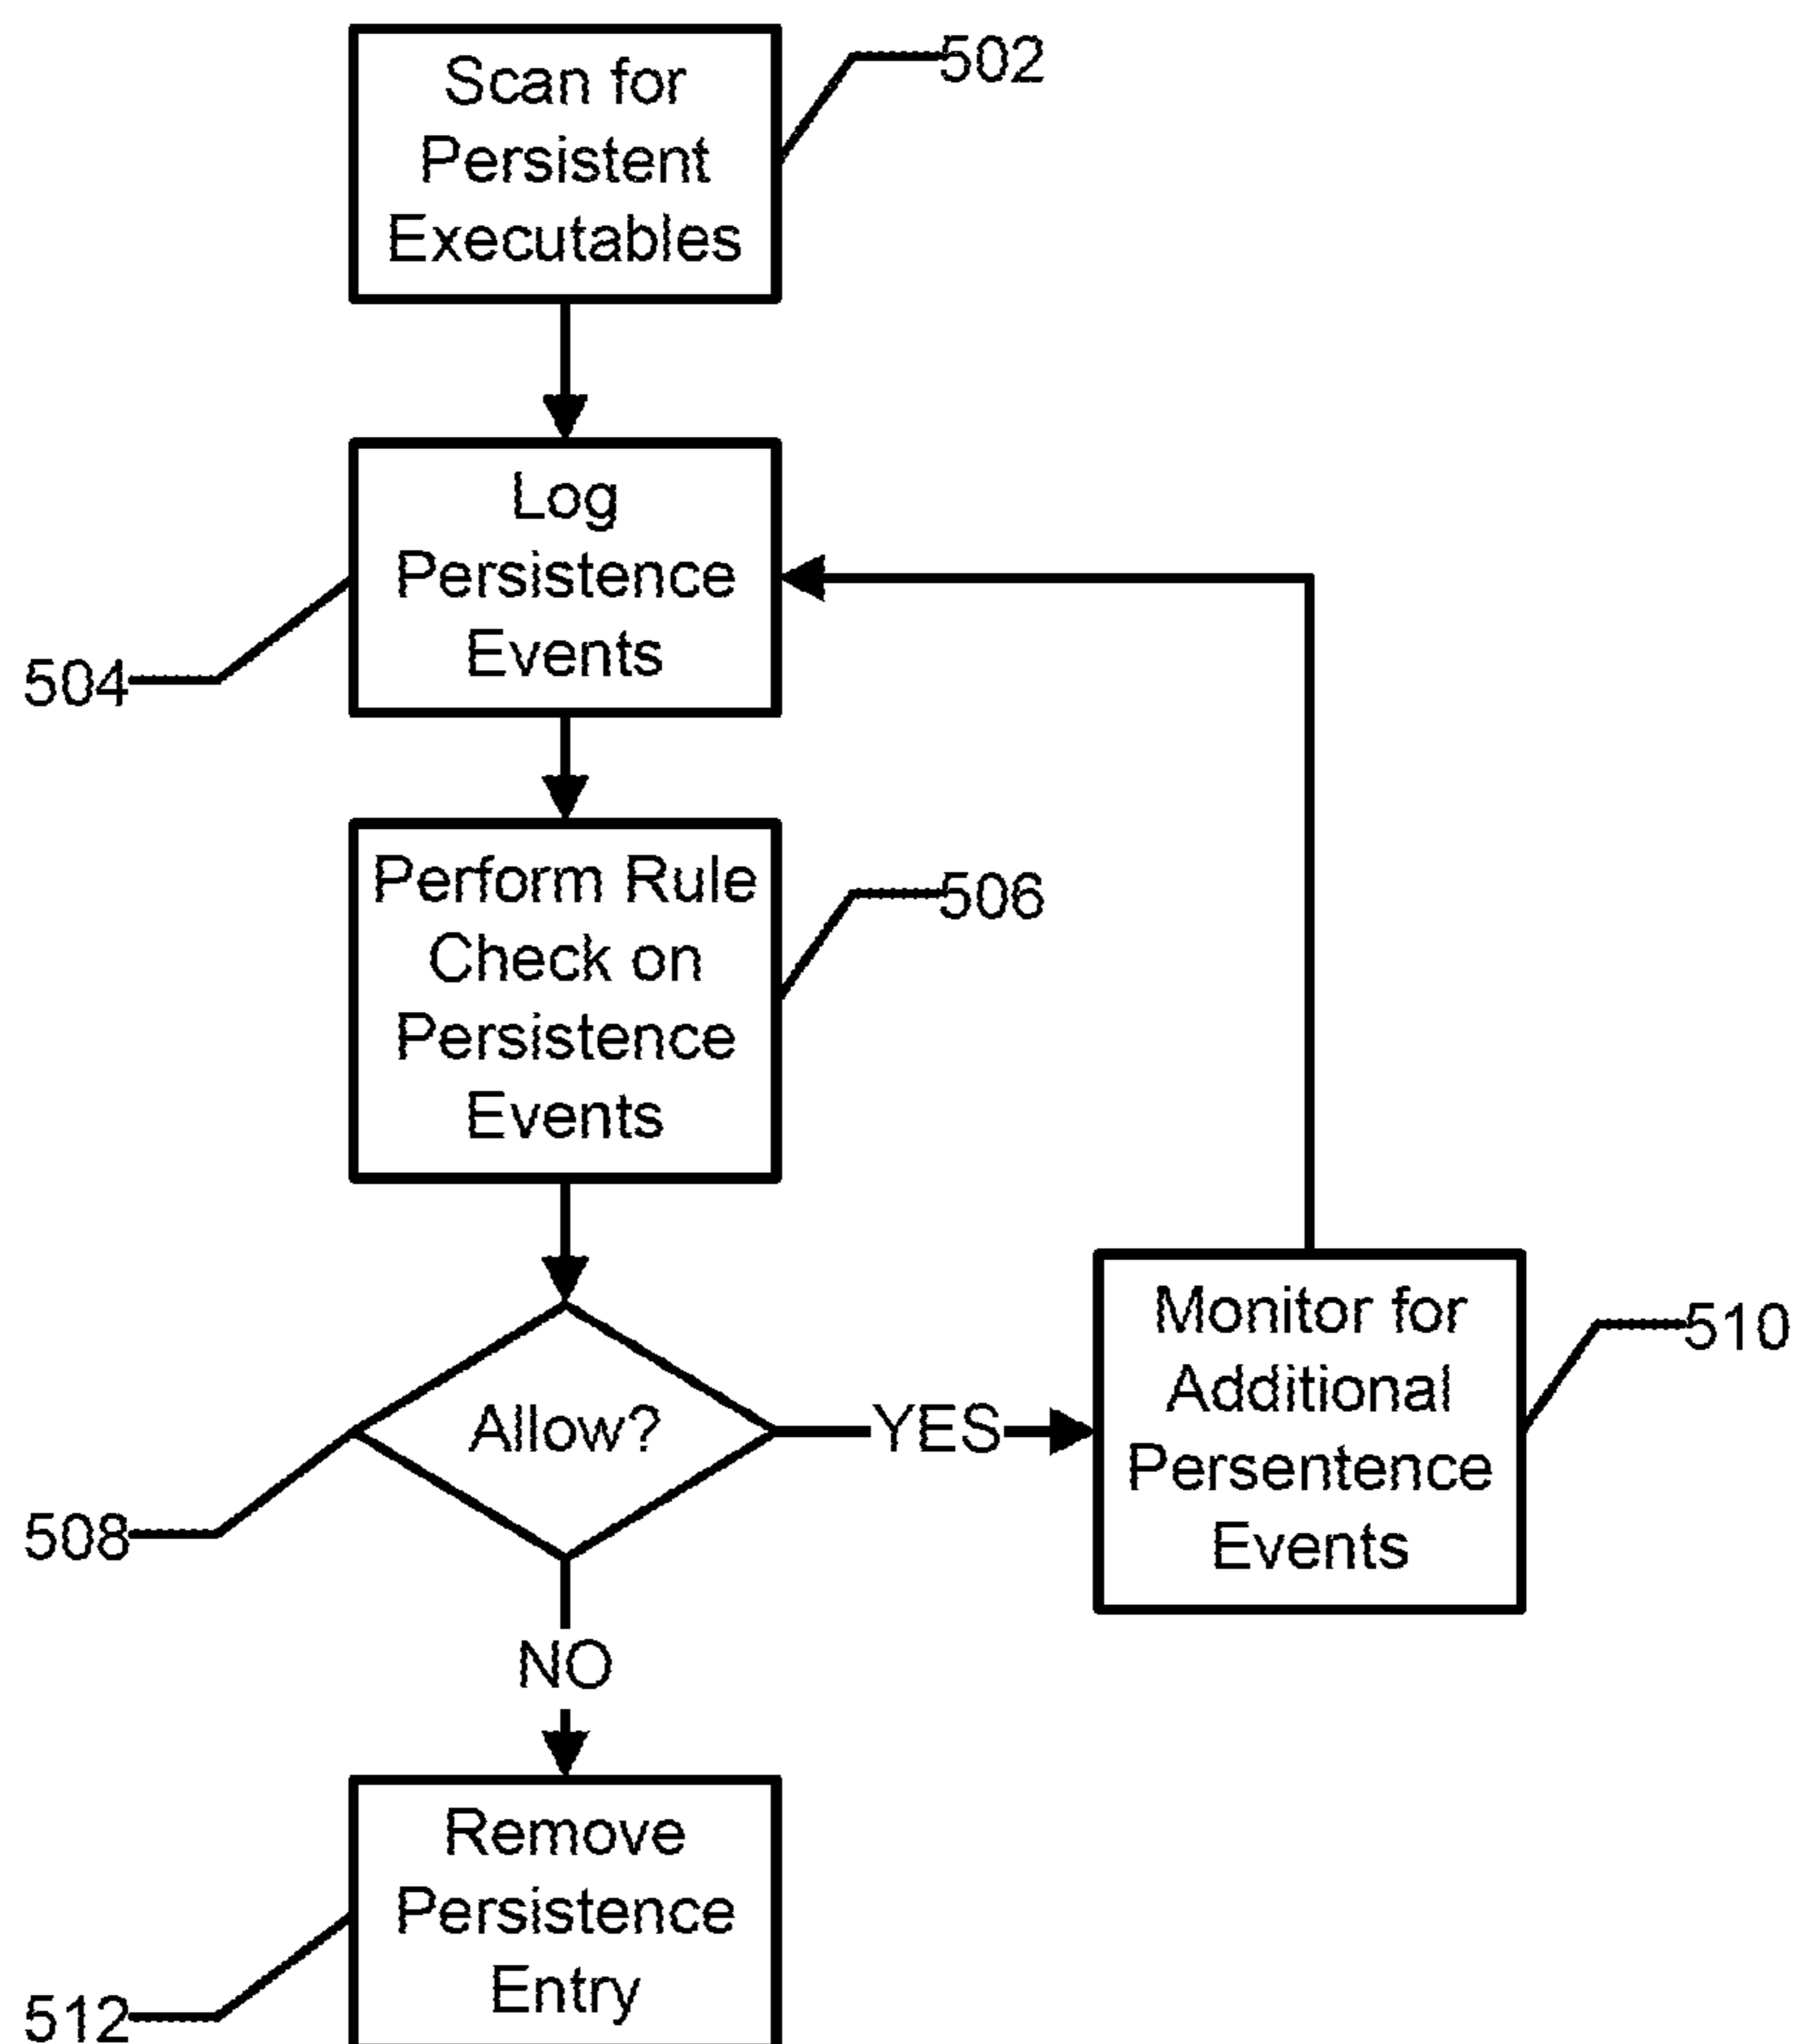 Scan for
Persistent
Executables
502
Log
Persistence
Events
504
Perform Rule
Check on
Persistence
Events
506
Allow?
508
YES
Monitor for
Additional
Persentence
Events
510
NO
Remove
Persistence
Entry
512